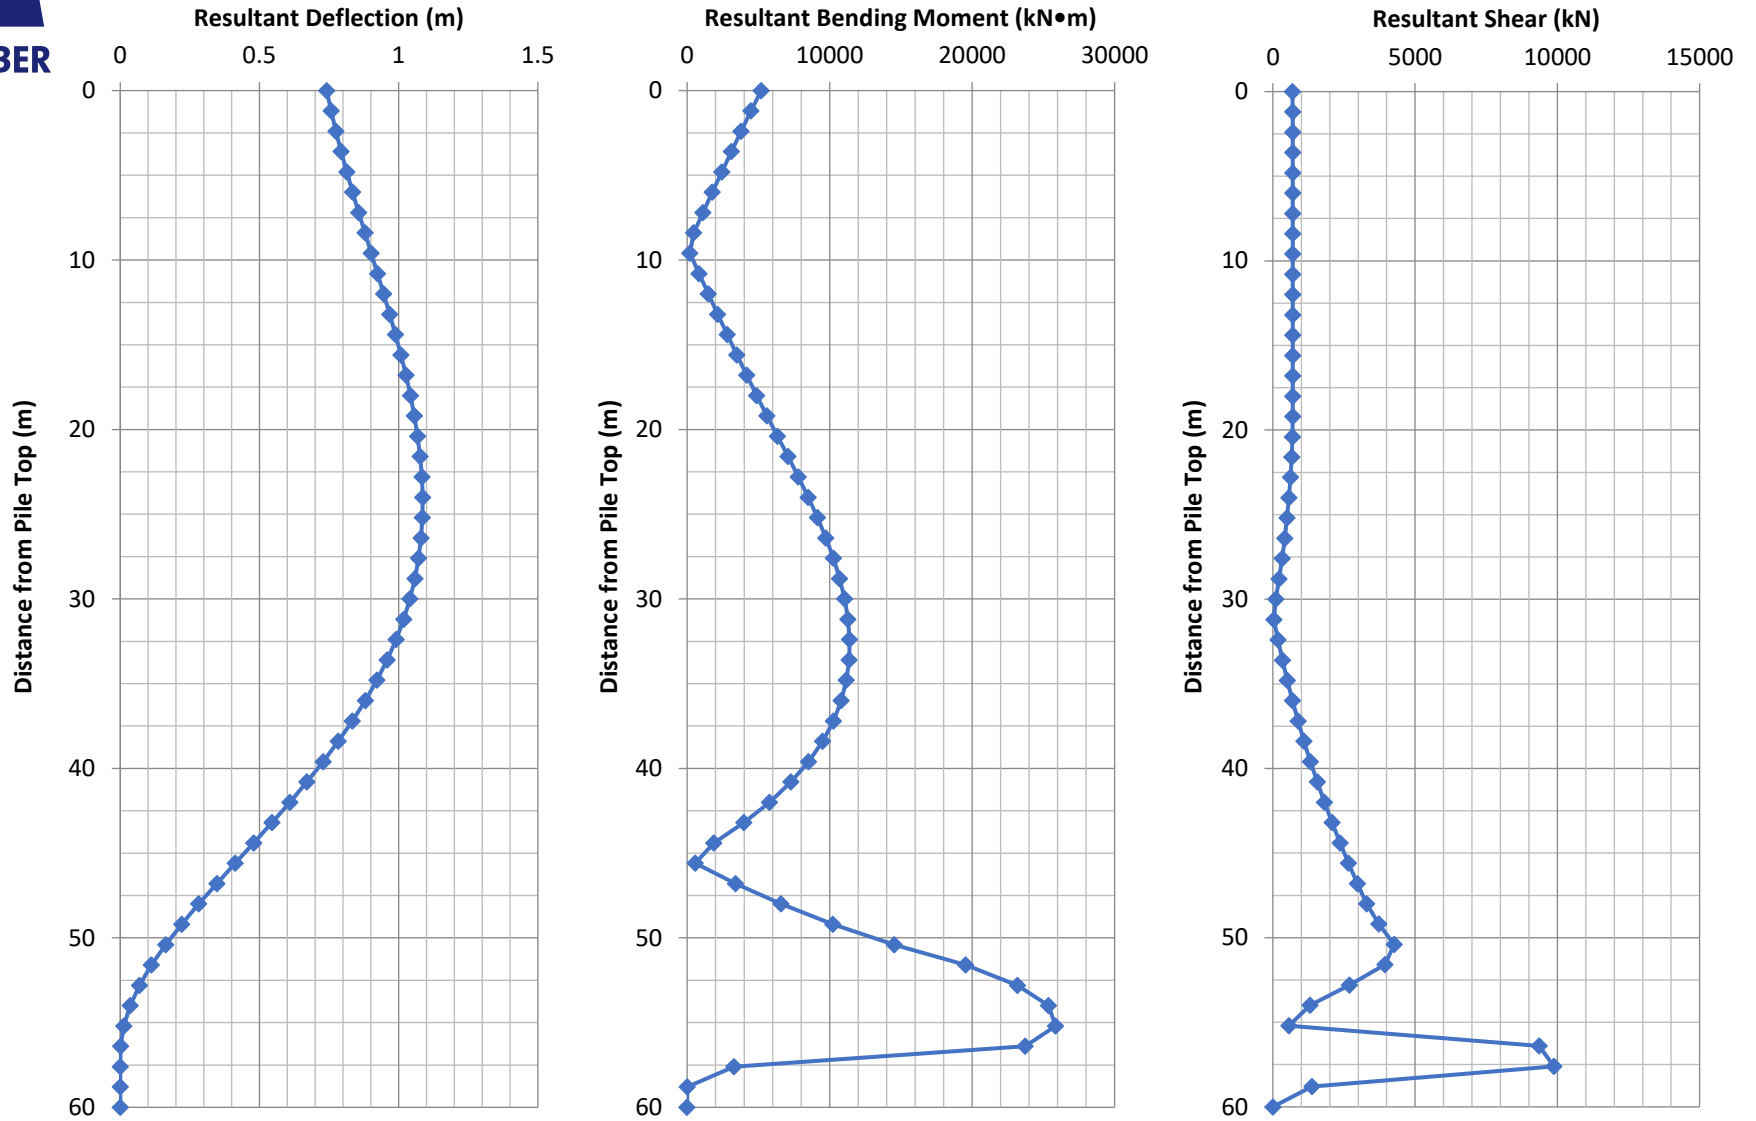 BER
Resultant Deflection (m)
0 0.5 1 1.5
0
10
20
30
40
50
60
Distance from Pile Top (m)
Resultant Bending Moment (kN•m)
0 10000 20000 30000
0
10
20
30
40
50
60
Distance from Pile Top (m)
Resultant Shear (kN)
0 5000 10000 15000
0
10
20
30
40
50
60
Distance from Pile Top (m)